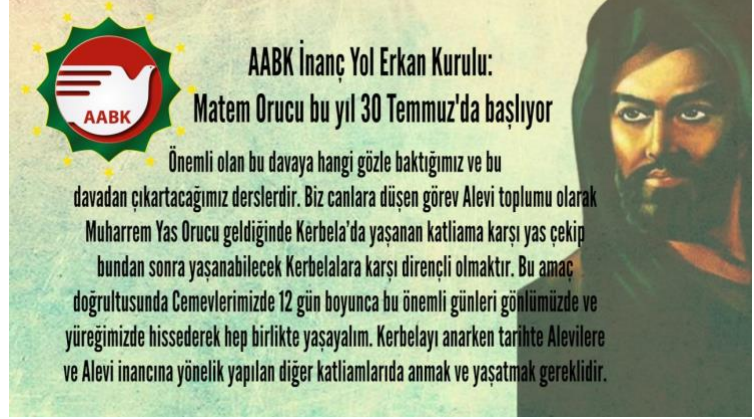 AABK
AABK İnanç Yol Erkan Kurulu:
Matem Orucu bu yıl 30 Temmuz'da başlıyor
Önemli olan bu davaya hangi gözle baktığımız ve bu
davadan çıkartacağımız derslerdir. Biz canlara düşen görev Alevi toplumu olarak
Muharrem Yas Orucu geldiğinde Kerbela'da yaşanan katliama karşı yas çekip
bundan sonra yaşanabilecek Kerbelalara karşı dirençli olmaktır. Bu amaç
doğrultusunda Cemevlerimizde 12 gün boyunca bu önemli günleri gönlümüzde ve
yüreğimizde hissederek hep birlikte yaşayalım. Kerbelayı anarken tarihte Alevilere
ve Alevi inancına yönelik yapılan diğer katliamlarıda anmak ve yaşatmak gereklidir.